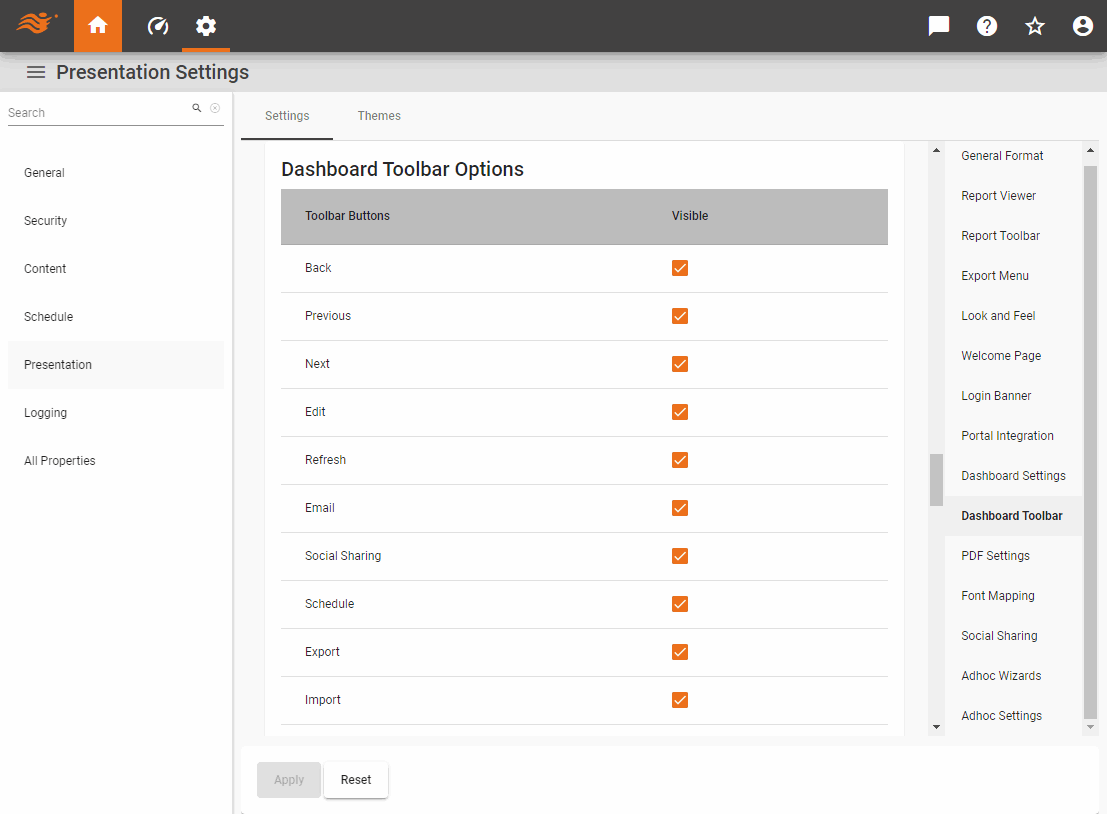 Presentation Settings
Search
General
Security
Content
Schedule
Presentation
Logging
All Properties
Settings Themes
Dashboard Toolbar Options
Toolbar Buttons Visible
Back
Previous
Next
Edit
Refresh
Email
Social Sharing
Schedule
Export
Import
General Format
Report Viewer
Report Toolbar
Export Menu
Look and Feel
Welcome Page
Login Banner
Portal Integration
Dashboard Settings
Dashboard Toolbar
PDF Settings
Font Mapping
Social Sharing
Adhoc Wizards
Adhoc Settings
Apply Reset